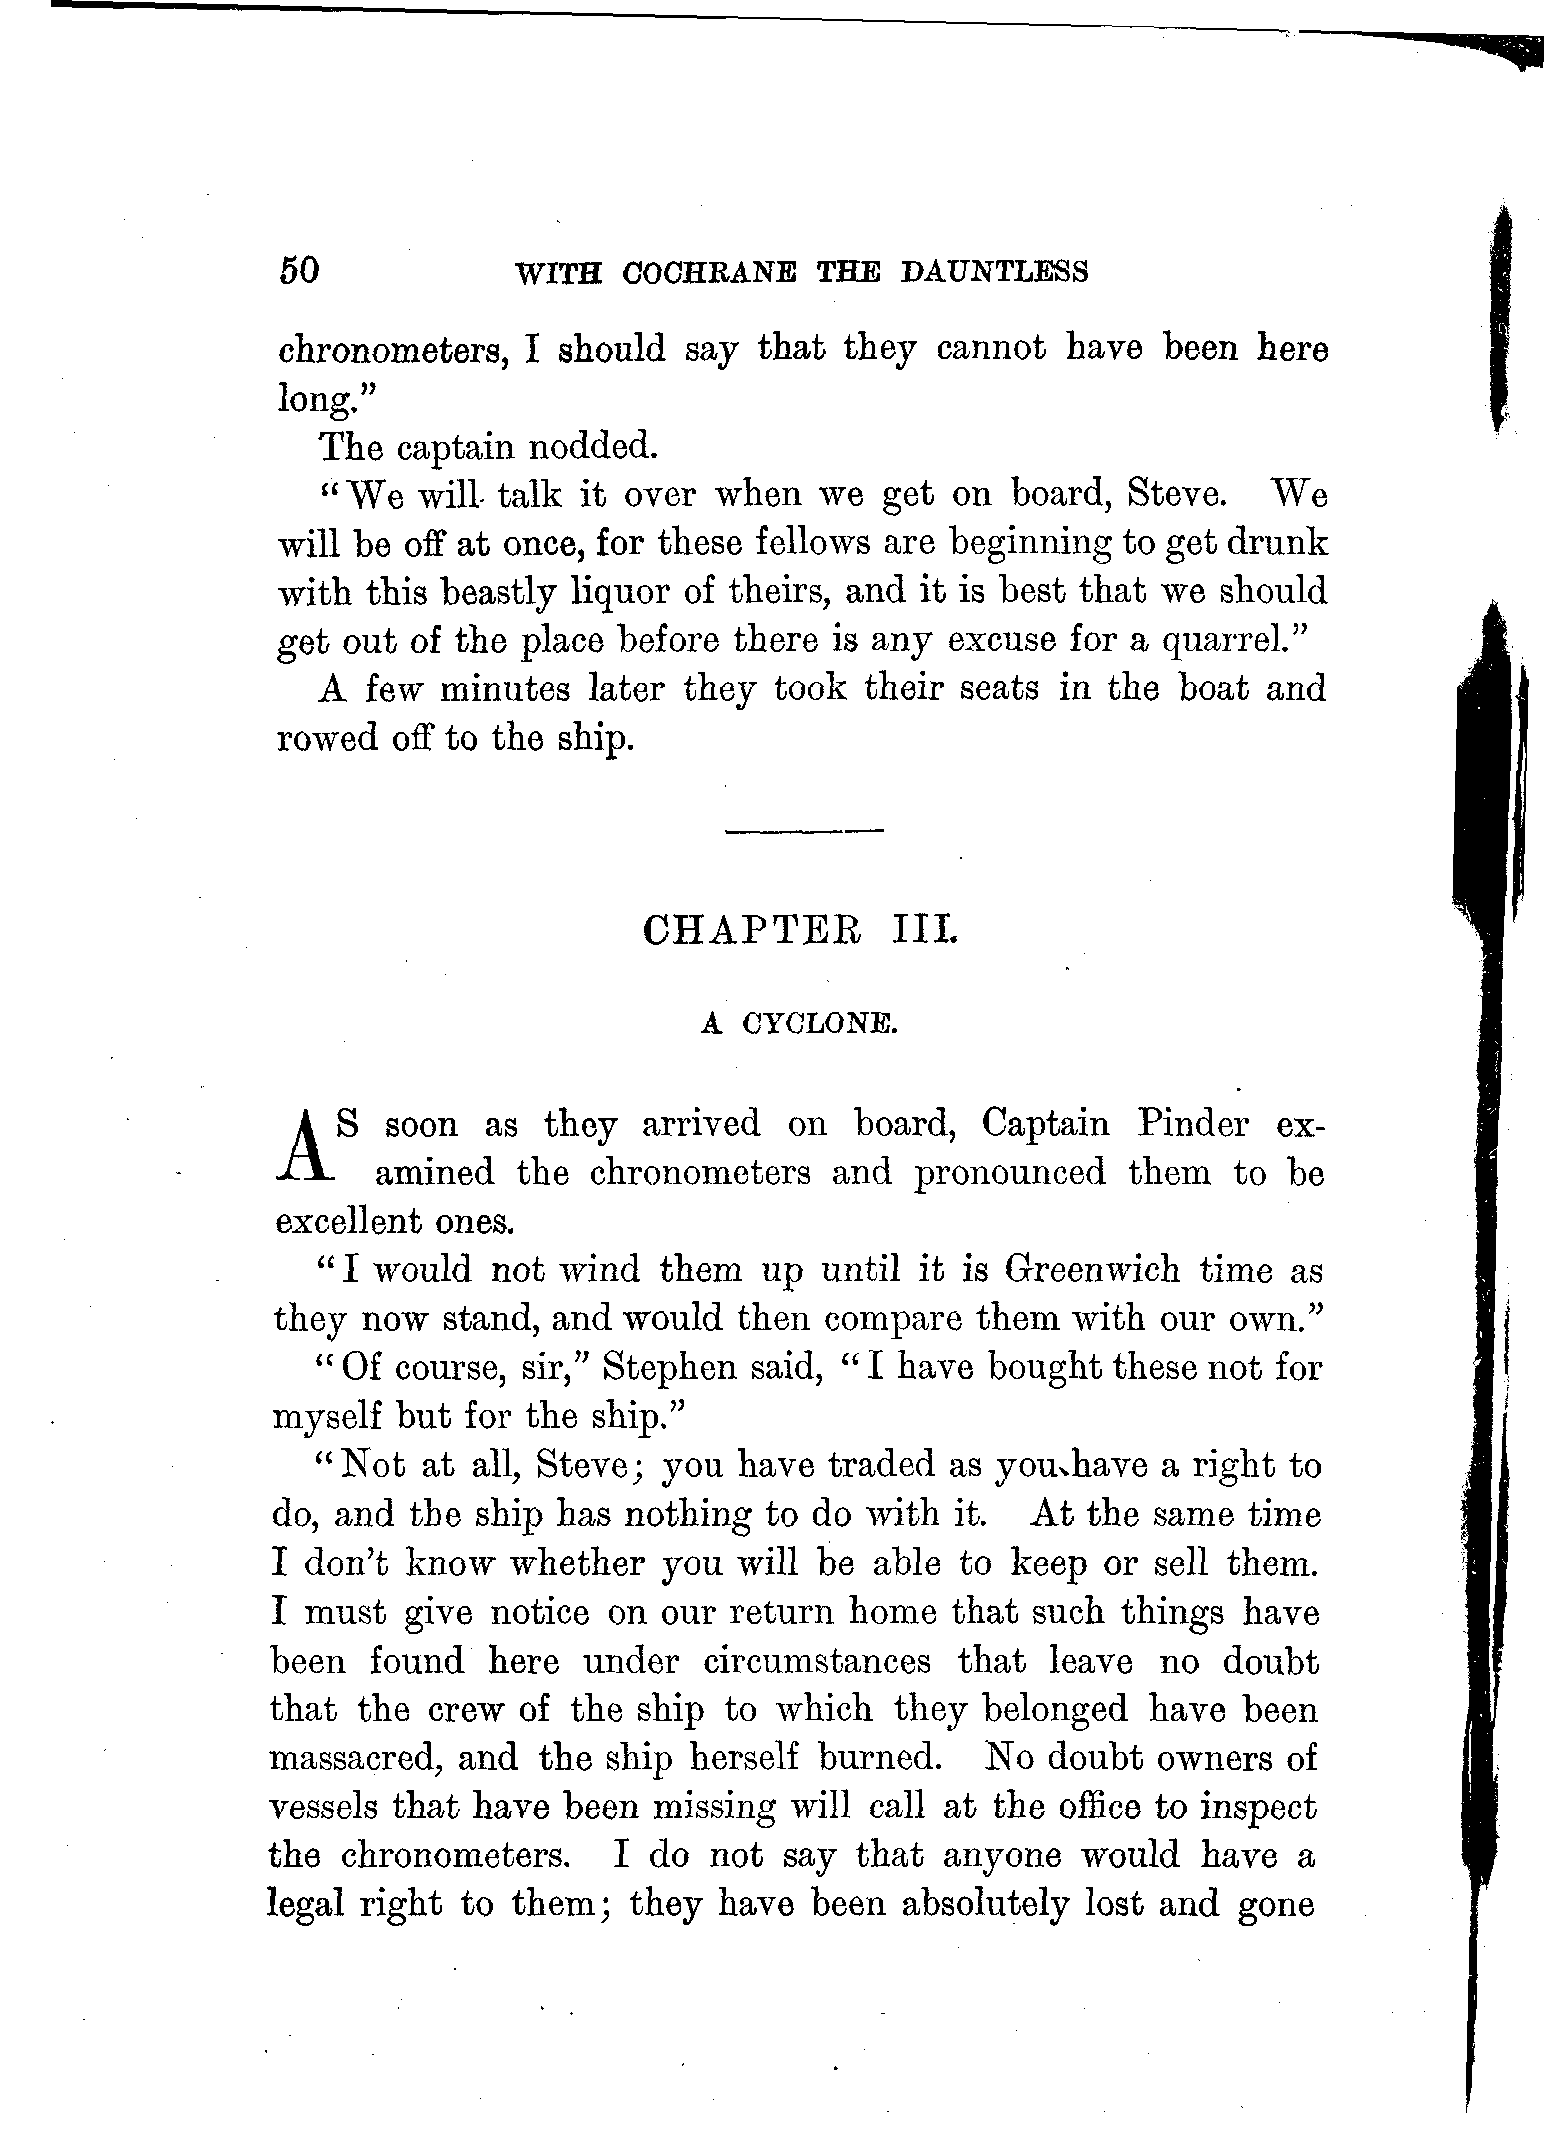 50 WITH COCHRANE THE DAUNTLESS
chronometers, I should say that they cannot have been here
long.”
The captain nodded.
“We will talk it over when we get on board, Steve. We
will be off at once, for these fellows are beginning to get drunk
with this beastly liquor of theirs, and it is best that we should
get out of the place before there is any excuse for a quarrel.”
A few minutes later they took their seats in the boat and
rowed off to the ship.
CHAPTER III.
A CYCLONE.
AS soon as they arrived on board, Captain Pinder ex-
amined the chronometers and pronounced them to be
excellent ones.
“I would not wind them up until it is Greenwich time as
they now stand, and would then compare them with our own.”
“Of course, sir,” Stephen said, “I have bought these not for
myself but for the ship.”
“Not at all, Steve; you have traded as you have a right to
do, and the ship has nothing to do with it. At the same time
I don’t know whether you will be able to keep or sell them.
I must give notice on our return home that such things have
been found here under circumstances that leave no doubt
that the crew of the ship to which they belonged have been
massacred, and the ship herself burned. No doubt owners of
vessels that have been missing will call at the office to inspect
the chronometers. I do not say that anyone would have a
legal right to them; they have been absolutely lost and gone